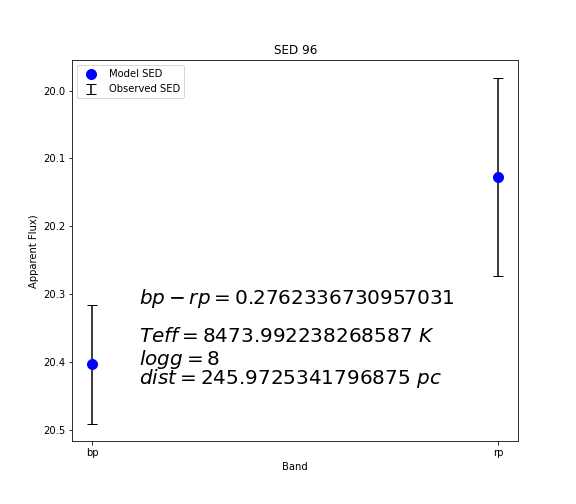 SED 96
Model SED
Observed SED
20.0
20.1
20.2
20.3
20.4
20.5
Apparent Flux)
bp − rp = 0.2762336730957031
Teff = 8473.992238268587 K
logg = 8
dist = 245.9725341796875 pc
bp
rp
Band